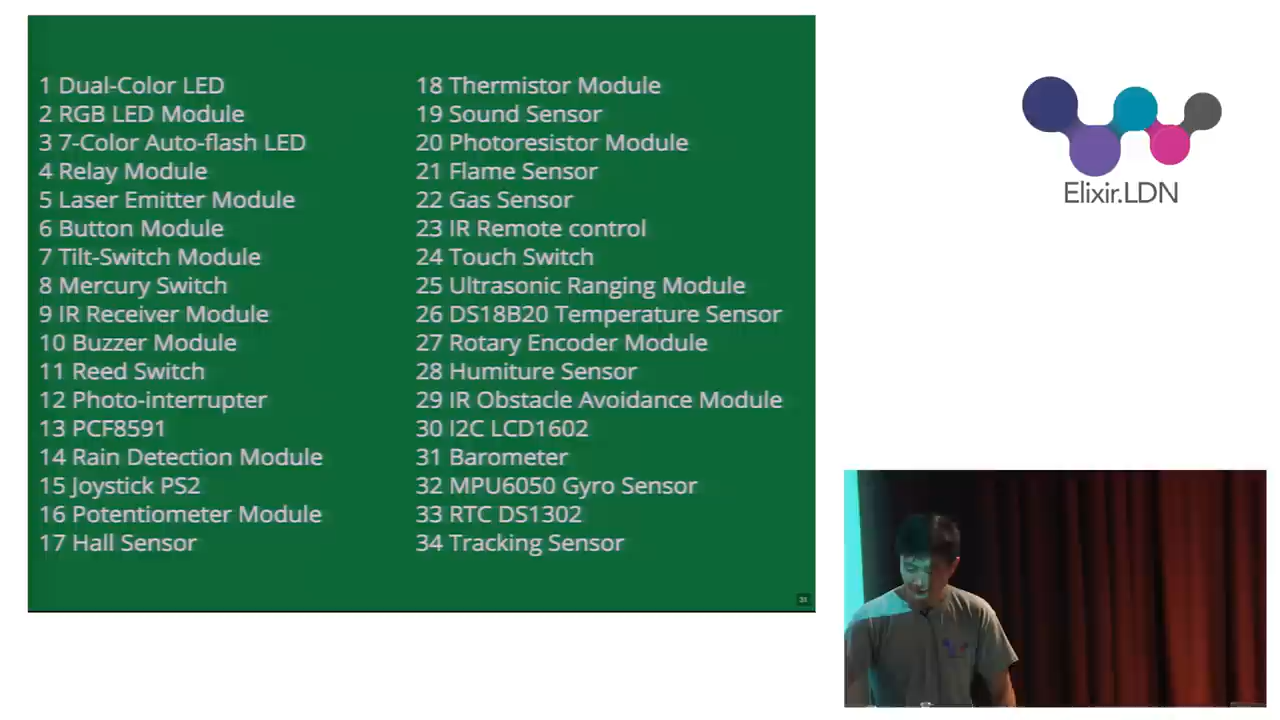 1 Dual-Color LED
2 RGB LED Module
3 7-Color Auto-flash LED
4 Relay Module
5 Laser Emitter Module
6 Button Module
7 Tilt-Switch Module
8 Mercury Switch
9 IR Receiver Module
10 Buzzer Module
11 Reed Switch
12 Photo-interrupter
13 PCF8591
14 Rain Detection Module
15 Joystick PS2
16 Potentiometer Module
17 Hall Sensor
18 Thermistor Module
19 Sound Sensor
20 Photoresistor Module
21 Flame Sensor
22 Gas Sensor
23 IR Remote control
24 Touch Switch
25 Ultrasonic Ranging Module
26 DS18B20 Temperature Sensor
27 Rotary Encoder Module
28 Humiture Sensor
29 IR Obstacle Avoidance Module
30 I2C LCD1602
31 Barometer
32 MPU6050 Gyro Sensor
33 RTC DS1302
34 Tracking Sensor
31
Elixir.LDN